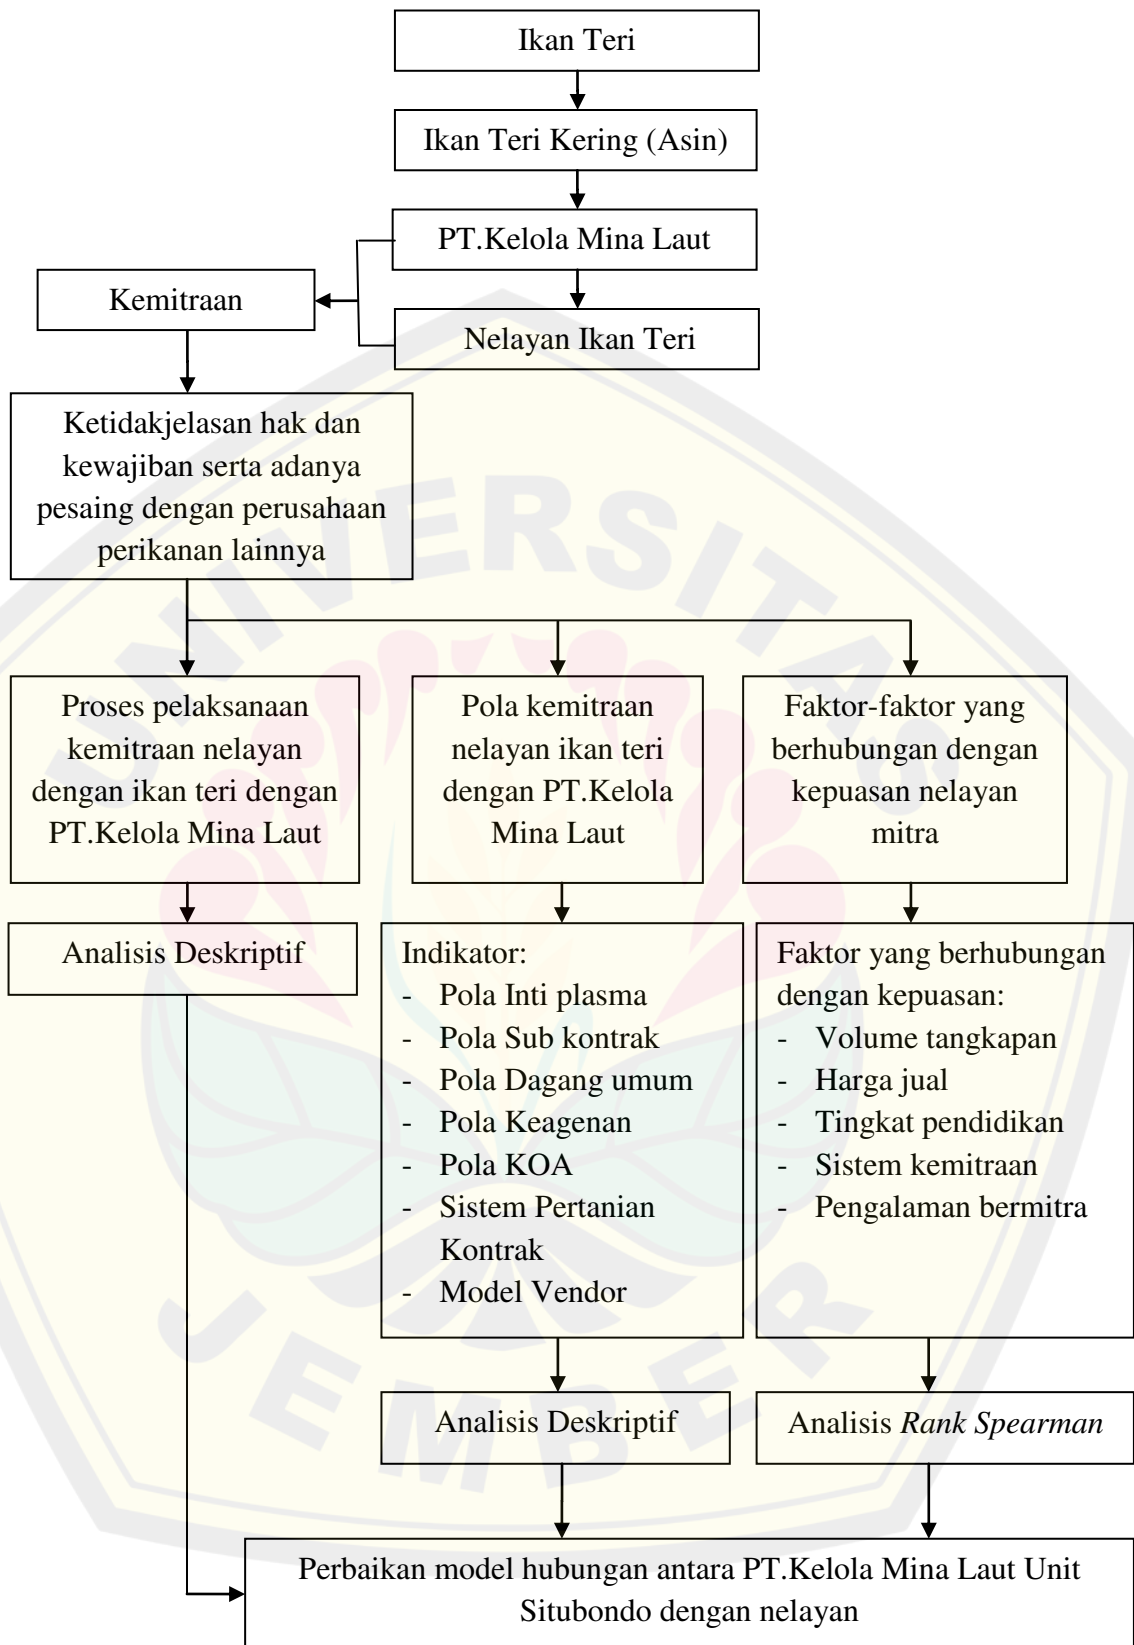 Ikan Teri
Ikan Teri Kering (Asin)
PT.Kelola Mina Laut
Kemitraan
Nelayan Ikan Teri
Ketidakjelasan hak dan
kewajiban serta adanya
pesaing dengan perusahaan
perikanan lainnya
Proses pelaksanaan
kemitraan nelayan
dengan ikan teri dengan
PT.Kelola Mina Laut
Pola kemitraan
nelayan ikan teri
dengan PT.Kelola
Mina Laut
Faktor-faktor yang
berhubungan dengan
kepuasan nelayan
mitra
Analisis Deskriptif
Indikator:
- Pola Inti plasma
- Pola Sub kontrak
- Pola Dagang umum
- Pola Keagenan
- Pola KOA
- Sistem Pertanian
Kontrak
- Model Vendor
Faktor yang berhubungan
dengan kepuasan:
- Volume tangkapan
- Harga jual
- Tingkat pendidikan
- Sistem kemitraan
- Pengalaman bermitra
Analisis Deskriptif
Analisis Rank Spearman
Perbaikan model hubungan antara PT.Kelola Mina Laut Unit
Situbondo dengan nelayan
UNIVERSITAS
JEMBER